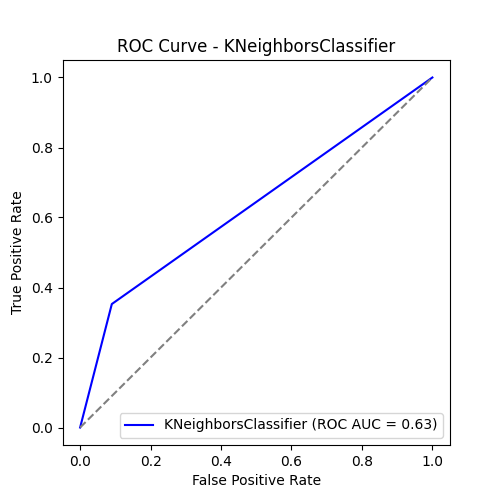 ROC Curve - KNeighborsClassifier
True Positive Rate
1.0
0.8
0.6
0.4
0.2
0.0
KNeighborsClassifier (ROC AUC = 0.63)
0.0 0.2 0.4 0.6 0.8 1.0
False Positive Rate